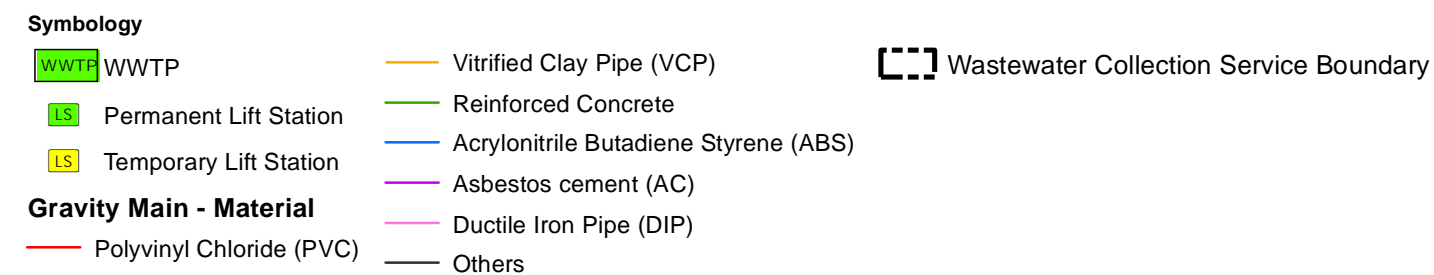 Symbology
WWTP WWTP
LS Permanent Lift Station
LS Temporary Lift Station
Gravity Main - Material
Polyvinyl Chloride (PVC)
Vitrified Clay Pipe (VCP)
Reinforced Concrete
Acrylonitrile Butadiene Styrene (ABS)
Asbestos cement (AC)
Ductile Iron Pipe (DIP)
Others
Wastewater Collection Service Boundary